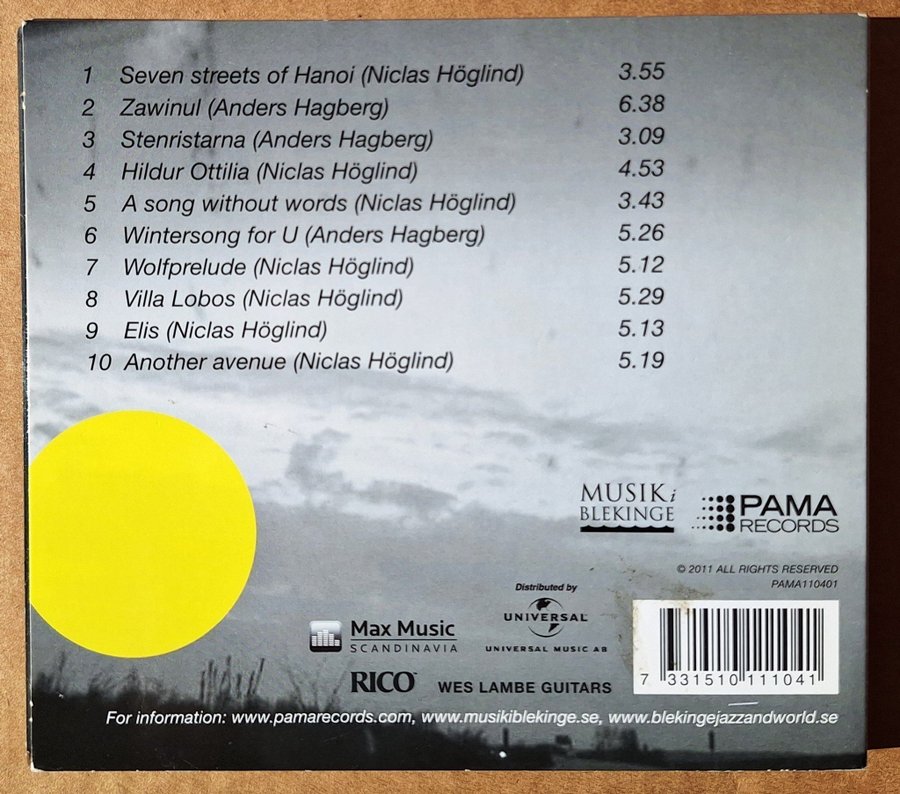 1 Seven streets of Hanoi (Niclas Höglind) 3.55
2 Zawinul (Anders Hagberg) 6.38
3 Stenristarna (Anders Hagberg) 3.09
4 Hildur Ottilia (Niclas Höglind) 4.53
5 A song without words (Niclas Höglind) 3.43
6 Wintersong for U (Anders Hagberg) 5.26
7 Wolfprelude (Niclas Höglind) 5.12
8 Villa Lobos (Niclas Höglind) 5.29
9 Elis (Niclas Höglind) 5.13
10 Another avenue (Niclas Höglind) 5.19
MUSIK i
BLEKINGE
PAMA
RECORDS
© 2011 ALL RIGHTS RESERVED
PAMA110401
Distributed by
UNIVERSAL
UNIVERSAL MUSIC AB
Max Music
SCANDINAVIA
RICO
WES LAMBE GUITARS
7 331510 111041
For information: www.pamarecords.com, www.musikiblekinge.se, www.blekingejazzandworld.se